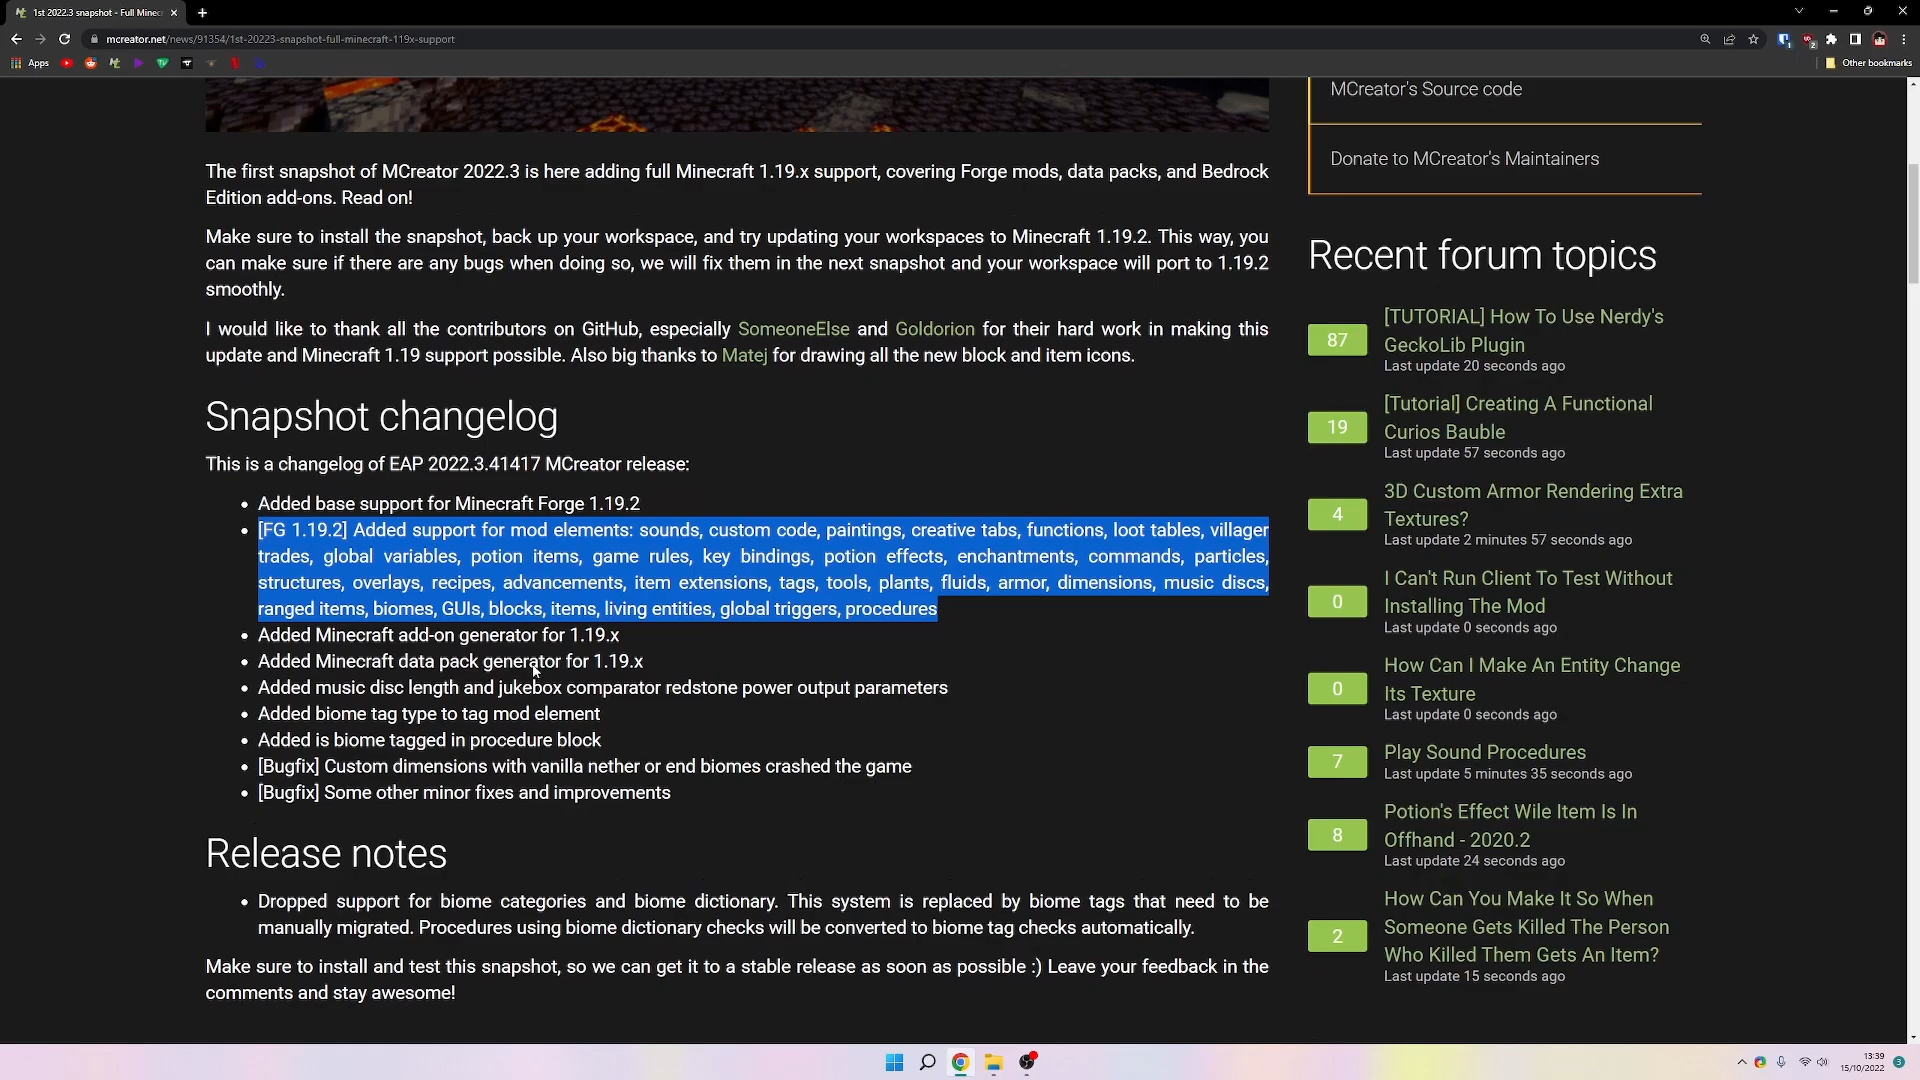 1st 2022.3 snapshot - Full Minec
mcreator.net/news/91354/1st-20223-snapshot-full-minecraft-119x-support
Apps
Other bookmarks
The first snapshot of MCreator 2022.3 is here adding full Minecraft 1.19.x support, covering Forge mods, data packs, and Bedrock
Edition add-ons. Read on!
Make sure to install the snapshot, back up your workspace, and try updating your workspaces to Minecraft 1.19.2. This way, you
can make sure if there are any bugs when doing so, we will fix them in the next snapshot and your workspace will port to 1.19.2
smoothly.
I would like to thank all the contributors on GitHub, especially SomeoneElse and Goldorion for their hard work in making this
update and Minecraft 1.19 support possible. Also big thanks to Matej for drawing all the new block and item icons.
Snapshot changelog
This is a changelog of EAP 2022.3.41417 MCreator release:
• Added base support for Minecraft Forge 1.19.2
• [FG 1.19.2] Added support for mod elements: sounds, custom code, paintings, creative tabs, functions, loot tables, villager
trades, global variables, potion items, game rules, key bindings, potion effects, enchantments, commands, particles,
structures, overlays, recipes, advancements, item extensions, tags, tools, plants, fluids, armor, dimensions, music discs,
ranged items, biomes, GUIs, blocks, items, living entities, global triggers, procedures
• Added Minecraft add-on generator for 1.19.x
• Added Minecraft data pack generator for 1.19.x
• Added music disc length and jukebox comparator redstone power output parameters
• Added biome tag type to tag mod element
• Added is biome tagged in procedure block
• [Bugfix] Custom dimensions with vanilla nether or end biomes crashed the game
• [Bugfix] Some other minor fixes and improvements
Release notes
• Dropped support for biome categories and biome dictionary. This system is replaced by biome tags that need to be
manually migrated. Procedures using biome dictionary checks will be converted to biome tag checks automatically.
Make sure to install and test this snapshot, so we can get it to a stable release as soon as possible :) Leave your feedback in the
comments and stay awesome!
MCreator's Source code
Donate to MCreator's Maintainers
Recent forum topics
87
[TUTORIAL] How To Use Nerdy's
GeckoLib Plugin
Last update 20 seconds ago
19
[Tutorial] Creating A Functional
Curios Bauble
Last update 57 seconds ago
4
3D Custom Armor Rendering Extra
Textures?
Last update 2 minutes 57 seconds ago
0
I Can't Run Client To Test Without
Installing The Mod
Last update 0 seconds ago
0
How Can I Make An Entity Change
Its Texture
Last update 0 seconds ago
7
Play Sound Procedures
Last update 5 minutes 35 seconds ago
8
Potion's Effect Wile Item Is In
Offhand - 2020.2
Last update 24 seconds ago
2
How Can You Make It So When
Someone Gets Killed The Person
Who Killed Them Gets An Item?
Last update 15 seconds ago
13:39
15/10/2022
3